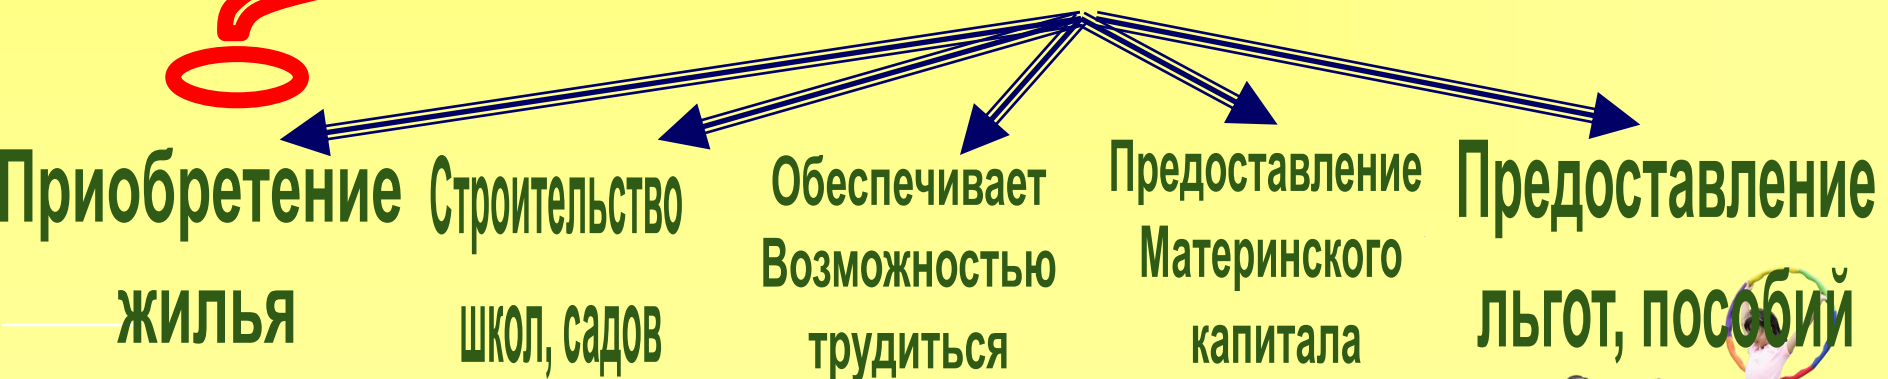 Приобретение
жилья
Строительство
школ, садов
Обеспечивает
Возможностью
трудиться
Предоставление
Материнского
капитала
Предоставление
льгот, пособий